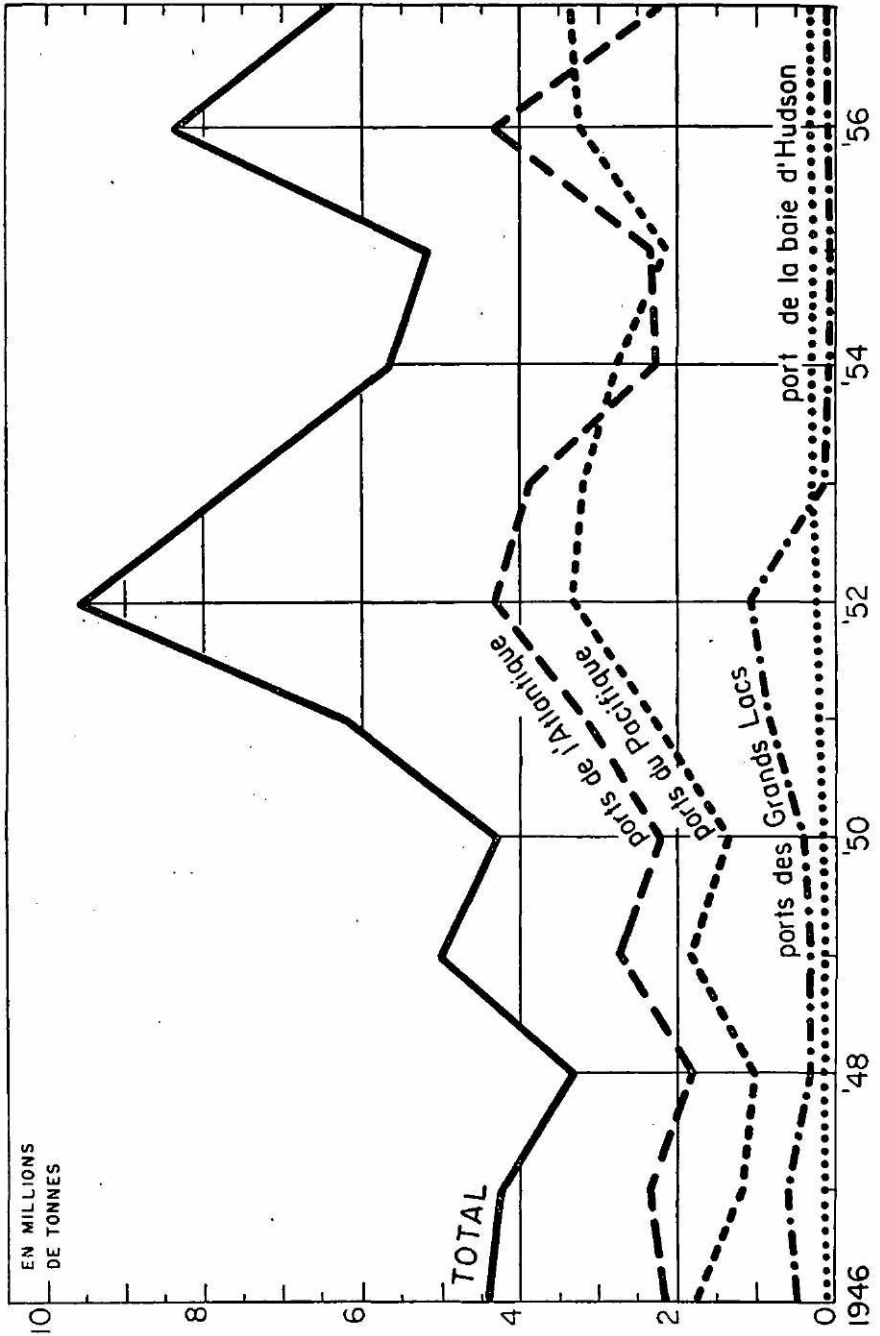 EN MILLIONS
DE TONNES
10
8
6
4
2
0
TOTAL
ports de l'Atlantique
ports du Pacifique
ports des Grands Lacs
port de la baie d'Hudson
1946
'48
'50
'52
'54
'56